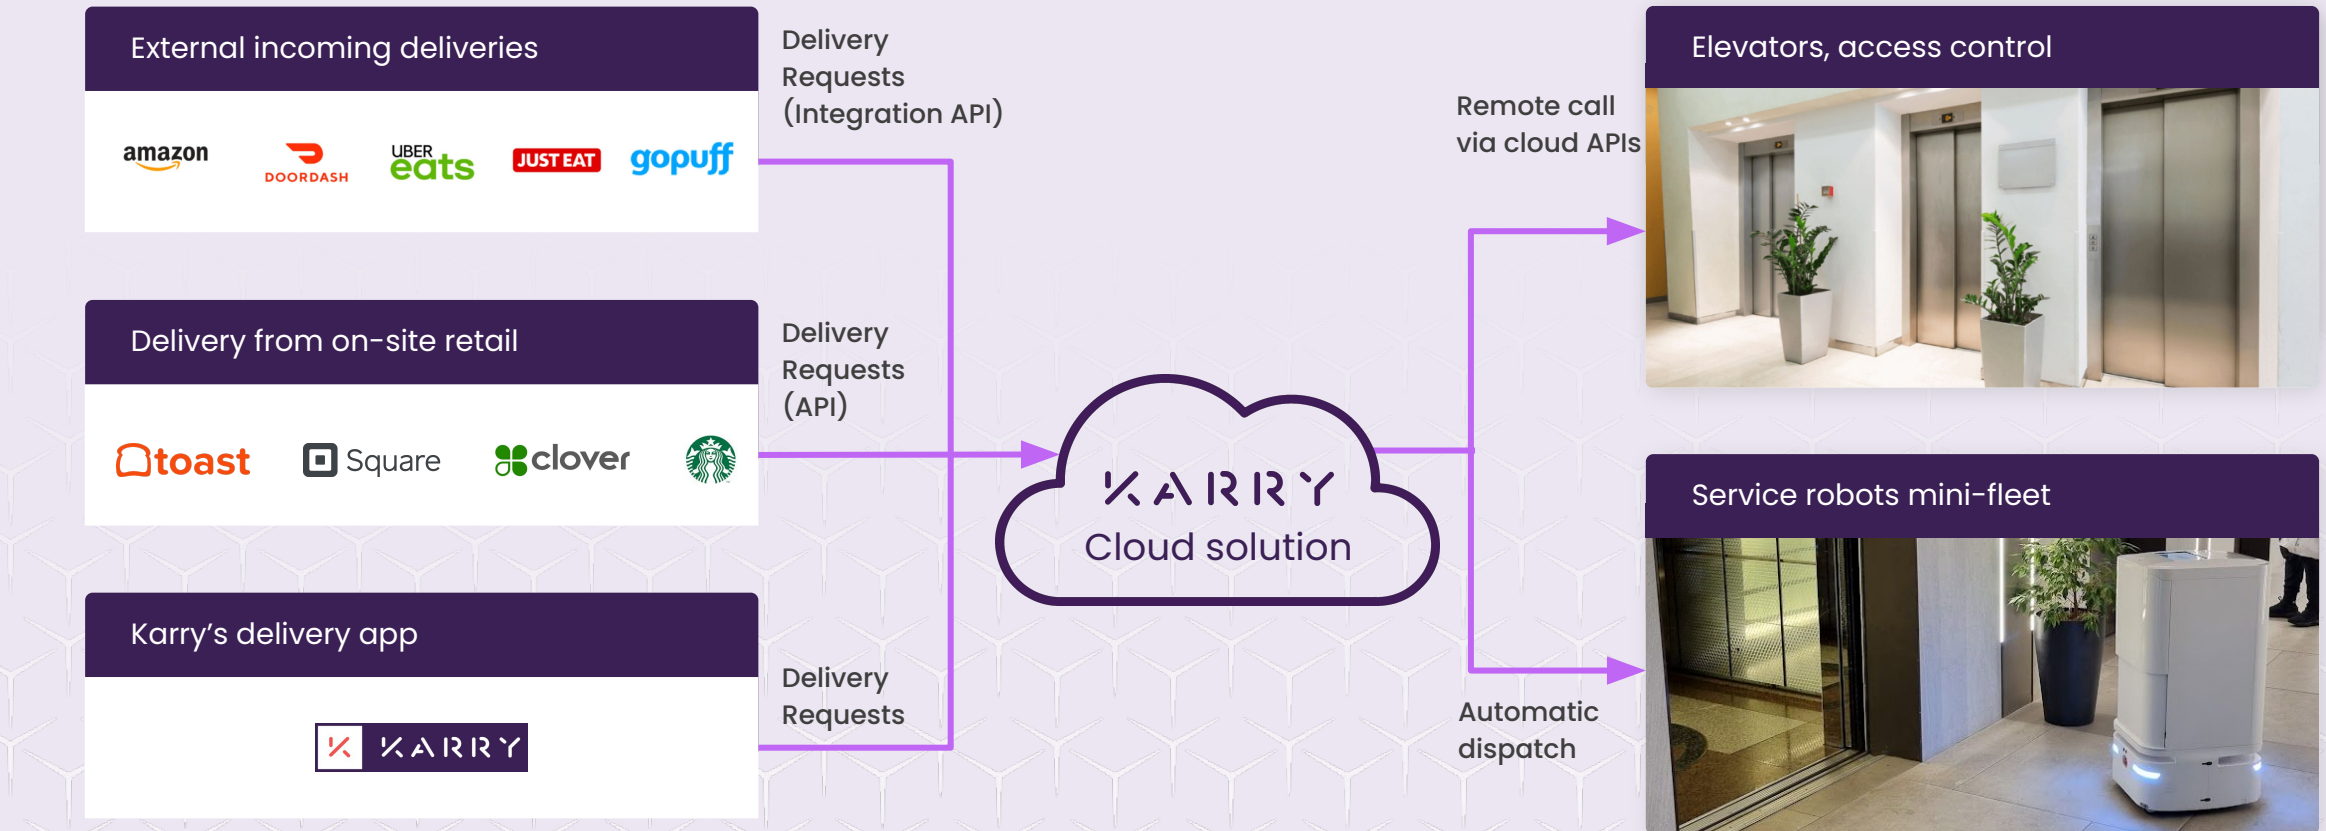 External incoming deliveries
amazon
DOORDASH
UBER
eats
JUST EAT
gopuff
Delivery
Requests
(Integration API)
Delivery from on-site retail
toast
Square
clover
Delivery
Requests
(API)
Karry's delivery app
KARRY
Delivery
Requests
KARRY
Cloud solution
Remote call
via cloud APIs
Elevators, access control
Automatic
dispatch
Service robots mini-fleet